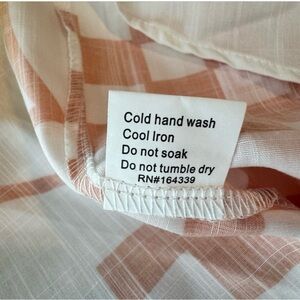 Cold hand wash
Cool Iron
Do not soak
Do not tumble dry
RN#164339